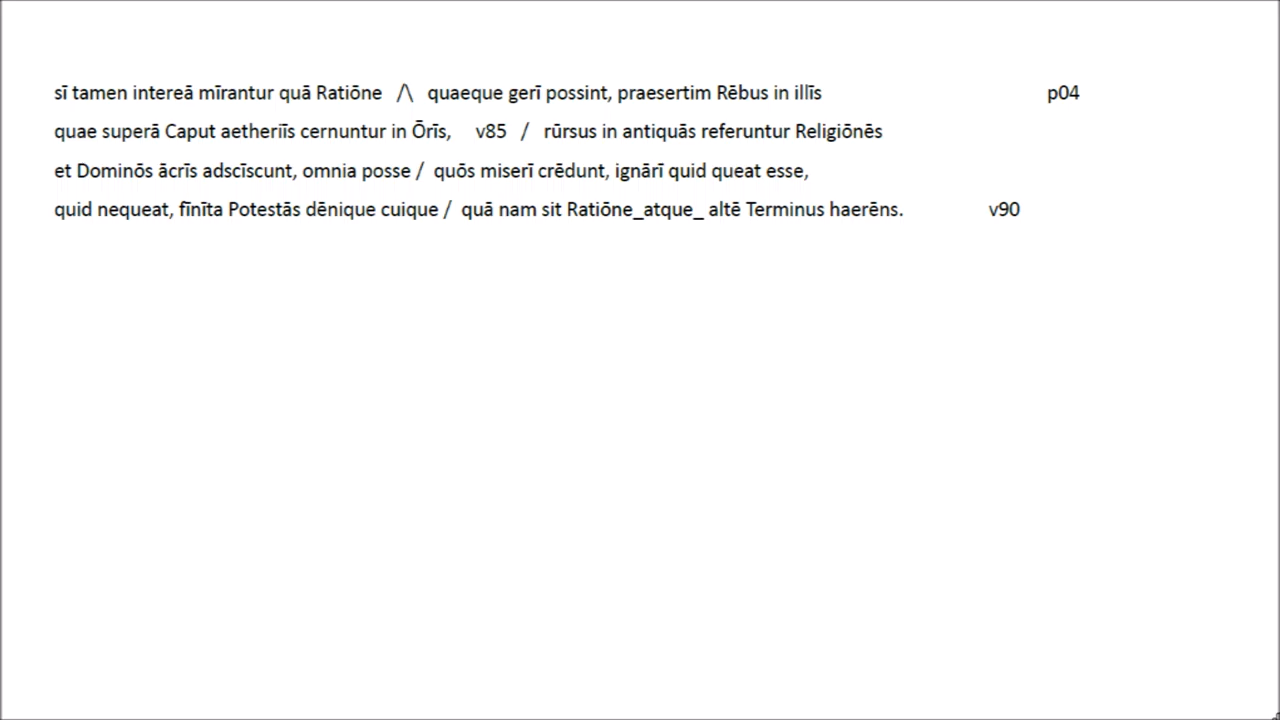 sī tamen intereā mīrantur quā Ratiōne /\ quaeque gerī possint, praesertim Rēbus in illīs p04
quae superā Caput aetheriīs cernuntur in Ōrīs, v85 / rūrsus in antiquās referuntur Religiōnēs
et Dominōs ācrīs adscīscunt, omnia posse / quōs miserī crēdunt, ignārī quid queat esse,
quid nequeat, fīnīta Potestās dēnique cuique / quā nam sit Ratiōne_atque_ altē Terminus haerēns. v90